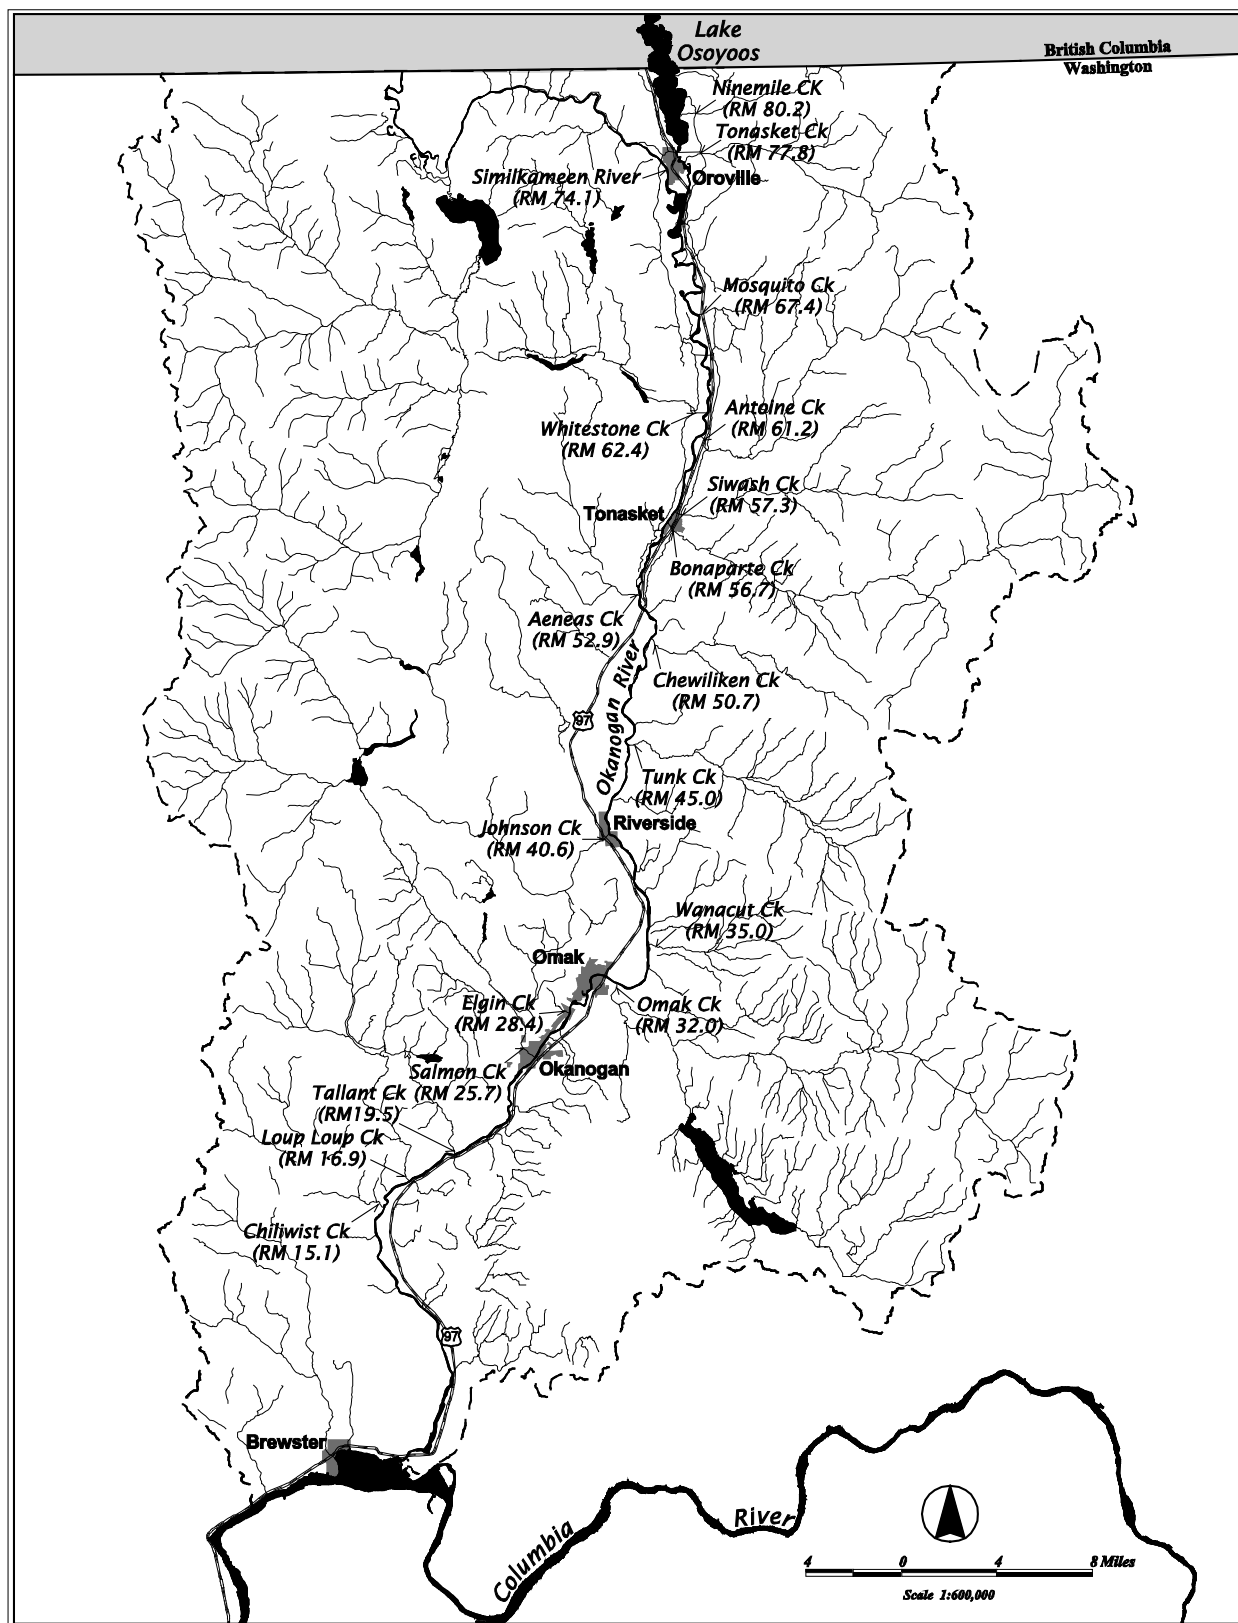 Lake
Osoyoos
British Columbia
Washington
Ninemile CK
(RM 80.2)
Tonasket Ck
(RM 77.8)
Similkameen River
(RM 74.1)
Oroville
Mosquito Ck
(RM 67.4)
Antoine Ck
(RM 61.2)
Whitestone Ck
(RM 62.4)
Siwash Ck
(RM 57.3)
Tonasket
Bonaparte Ck
(RM 56.7)
Aeneas Ck
(RM 52.9)
Okanogan River
Chewiliken Ck
(RM 50.7)
97
Tunk Ck
(RM 45.0)
Riverside
Johnson Ck
(RM 40.6)
Wanacut Ck
(RM 35.0)
Omak
Elgin Ck
(RM 28.4)
Omak Ck
(RM 32.0)
Salmon Ck
(RM 25.7)
Okanogan
Tallant Ck
(RM19.5)
Loup Loup Ck
(RM 16.9)
Chiliwist Ck
(RM 15.1)
97
Brewster
Columbia River
4 0 4 8 Miles
Scale 1:600,000